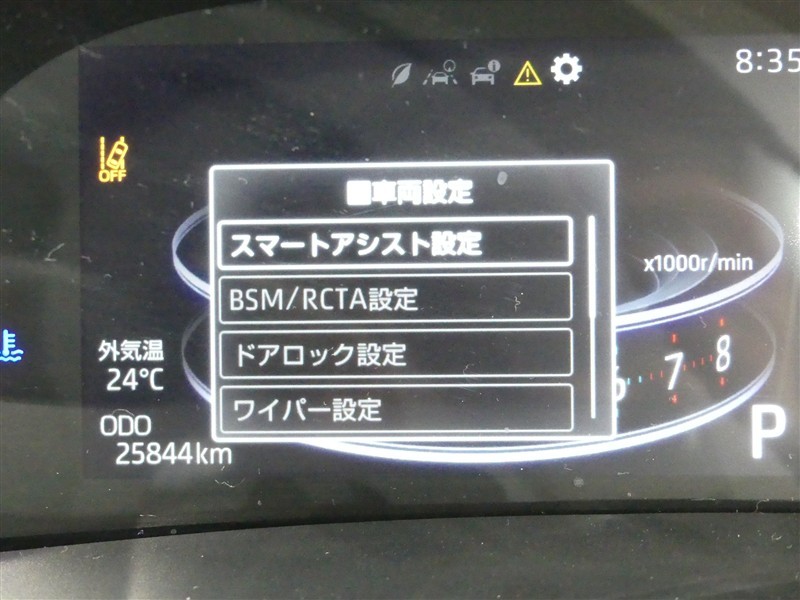 8:35
OFF
車両設定
スマートアシスト設定
BSM/RCTA設定
ドアロック設定
ワイパー設定
x1000r/min
外気温
24℃
6 7 8
ODO
25844km
P